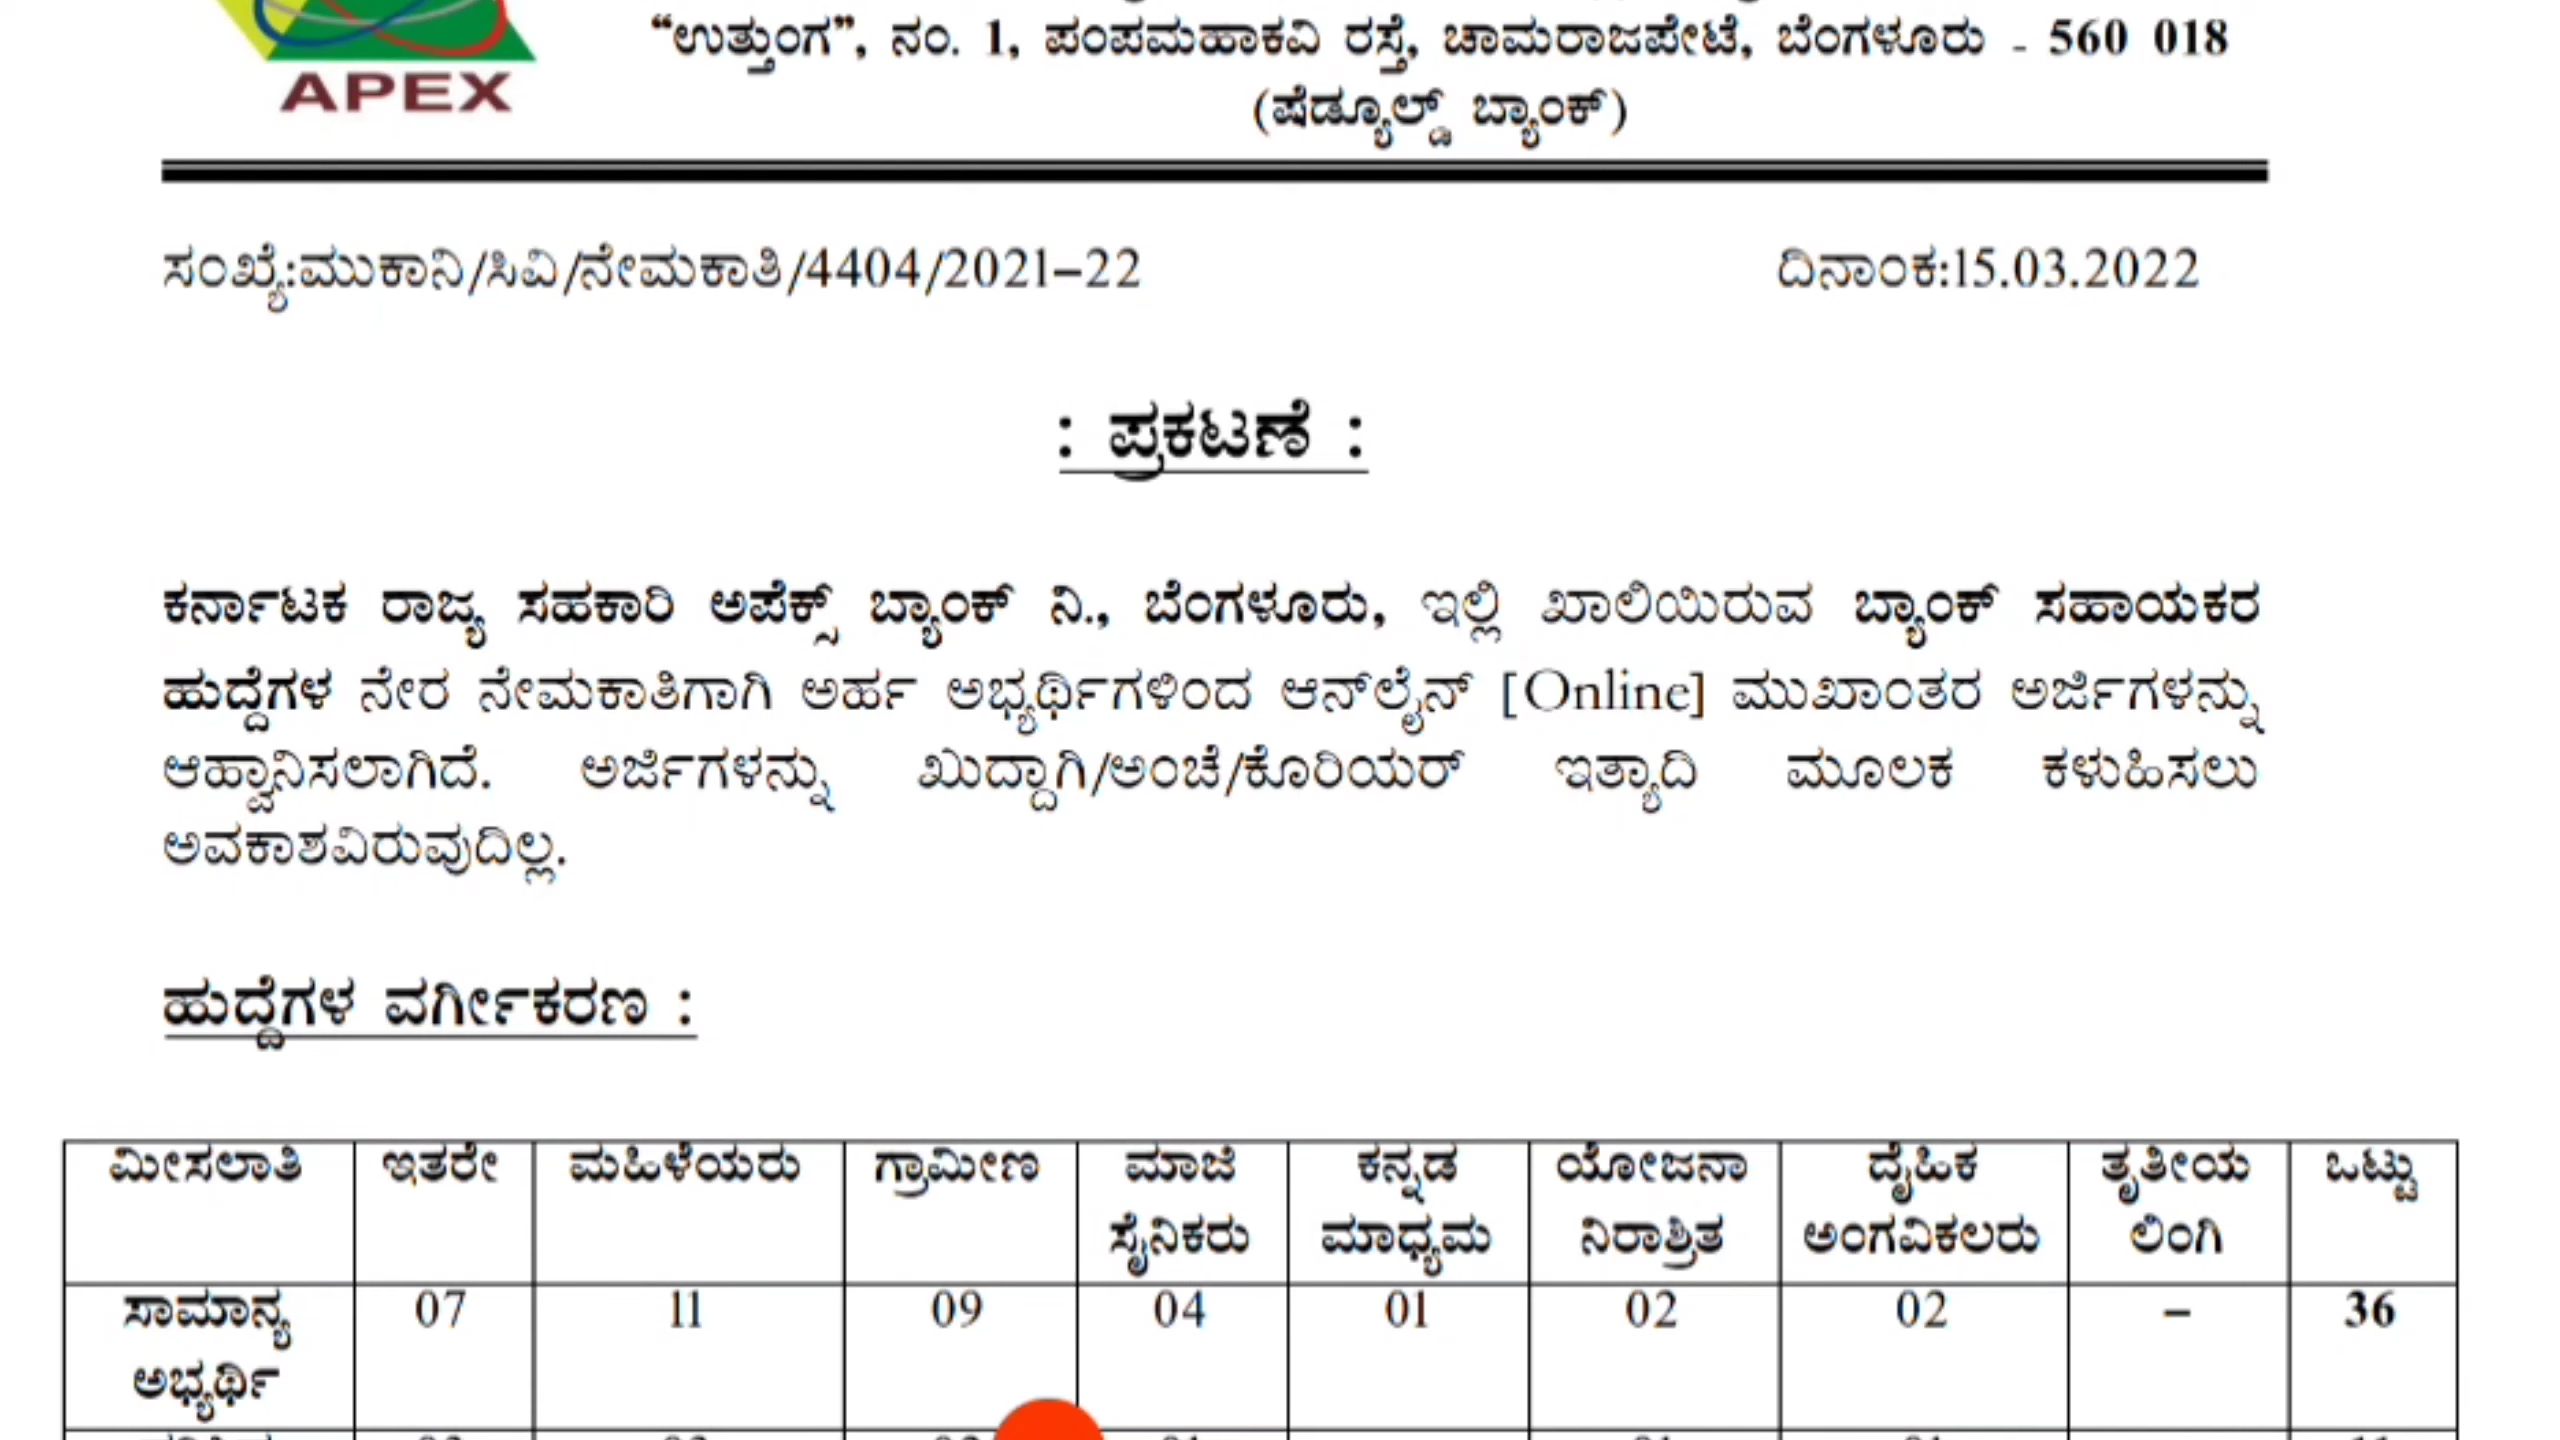 APEX
“ಉತ್ತುಂಗ”, ನಂ. 1, ಪಂಪಮಹಾಕವಿ ರಸ್ತೆ, ಚಾಮರಾಜಪೇಟೆ, ಬೆಂಗಳೂರು - 560 018
(ಷೆಡ್ಯೂಲ್ಡ್ ಬ್ಯಾಂಕ್)
ಸಂಖ್ಯೆ:ಮುಕಾನಿ/ಸಿವಿ/ನೇಮಕಾತಿ/4404/2021–22 ದಿನಾಂಕ:15.03.2022
: ಪ್ರಕಟಣೆ :
ಕರ್ನಾಟಕ ರಾಜ್ಯ ಸಹಕಾರಿ ಅಪೆಕ್ಸ್ ಬ್ಯಾಂಕ್ ನಿ., ಬೆಂಗಳೂರು, ಇಲ್ಲಿ ಖಾಲಿಯಿರುವ ಬ್ಯಾಂಕ್ ಸಹಾಯಕರ
ಹುದ್ದೆಗಳ ನೇರ ನೇಮಕಾತಿಗಾಗಿ ಅರ್ಹ ಅಭ್ಯರ್ಥಿಗಳಿಂದ ಆನ್‌ಲೈನ್ [Online] ಮುಖಾಂತರ ಅರ್ಜಿಗಳನ್ನು
ಆಹ್ವಾನಿಸಲಾಗಿದೆ. ಅರ್ಜಿಗಳನ್ನು ಖುದ್ದಾಗಿ/ಅಂಚೆ/ಕೊರಿಯರ್ ಇತ್ಯಾದಿ ಮೂಲಕ ಕಳುಹಿಸಲು
ಅವಕಾಶವಿರುವುದಿಲ್ಲ.
ಹುದ್ದೆಗಳ ವರ್ಗೀಕರಣ :
ಮೀಸಲಾತಿ ಇತರೇ ಮಹಿಳೆಯರು ಗ್ರಾಮೀಣ ಮಾಜಿ ಕನ್ನಡ ಯೋಜನಾ ದೈಹಿಕ ತೃತೀಯ ಒಟ್ಟು
ಸೈನಿಕರು ಮಾಧ್ಯಮ ನಿರಾಶ್ರಿತ ಅಂಗವಿಕಲರು ಲಿಂಗಿ
ಸಾಮಾನ್ಯ 07 11 09 04 01 02 02 – 36
ಅಭ್ಯರ್ಥಿ